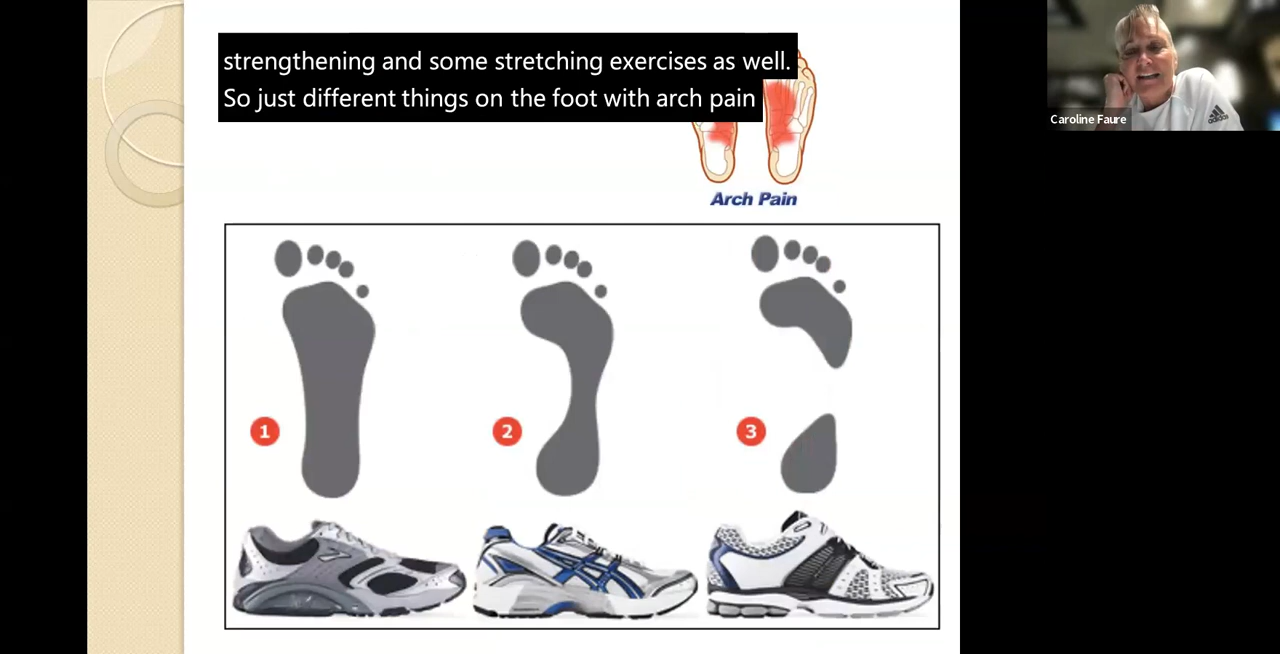 strengthening and some stretching exercises as well.
So just different things on the foot with arch pain
Caroline Faure
adidas
Arch Pain
1
2
3